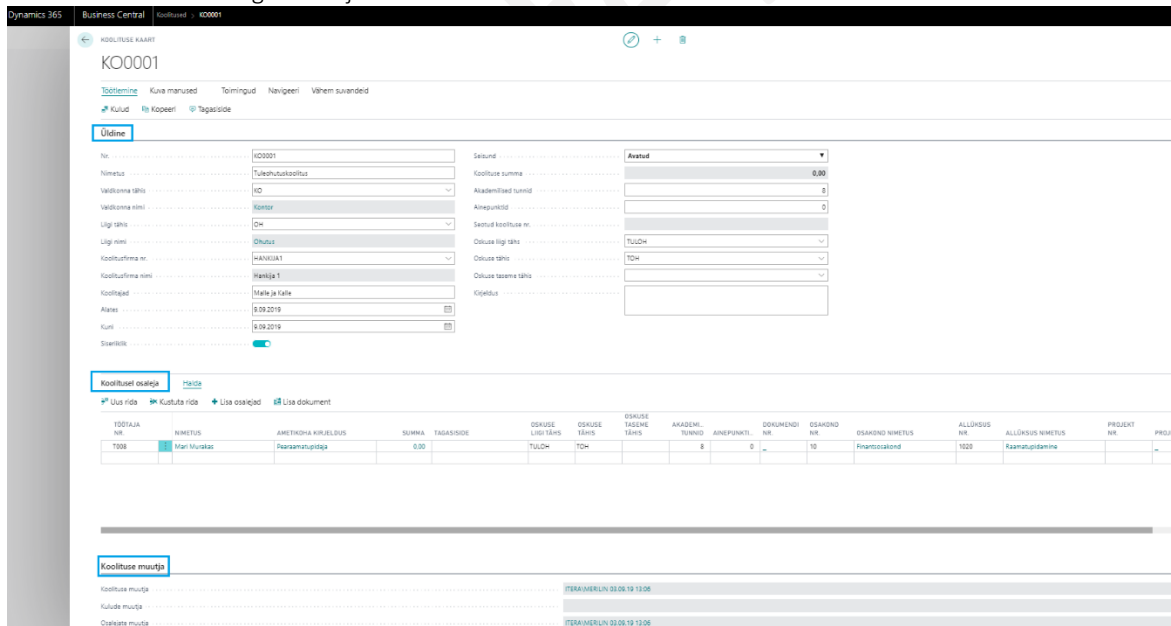 Dynamics 365 Business Central Koolitused > KO0001
KOOLITUSE KAART
KO0001
Töötlemine Kuva manused Toimingud Navigeeri Vähem suvandeid
Kulud Kopeeri Tagasiside
Üldine
Nr. KO0001 Seisund Avatud
Nimetus Tuleohutuskoolitus Koolituse summa 0,00
Valdkonna tähis KO Akadeemilised tunnid 8
Valdkonna nimi Kontor Ainepunktid 0
Liigi tähis OH Seotud koolituse nr.
Liigi nimi Ohutus Oskuse liigi tähis TULOH
Koolitusfirma nr. HANKIJA1 Oskuse tähis TOH
Koolitusfirma nimi Hankija 1 Oskuse taseme tähis
Koolitajad Malle ja Kalle Kirjeldus
Alates 9.09.2019
Kuni 9.09.2019
Siseriiklik
Koolitusel osaleja Halda
Uus rida Kustuta rida Lisa osalejad Lisa dokument
TÖÖTAJA NR. NIMETUS AMETIKOHA KIRJELDUS SUMMA TAGASISIDE OSKUSE LIIGI TÄHIS OSKUSE TÄHIS OSKUSE TASEME TÄHIS AKADEMI... TUNNID AINEPUNKTI... DOKUMENDI NR. OSAKOND NR. OSAKOND NIMETUS ALLÜKSUS NR. ALLÜKSUS NIMETUS PROJEKT NR. PROJ
T008 Mari Murakas Pearaamatupidaja 0,00 TULOH TOH 8 0 _ 10 Finantsosakond 1020 Raamatupidamine _
Koolituse muutja
Koolituse muutja ITERA\MERILIN 03.09.19 13:06
Kulude muutja
Osalejate muutja ITERA\MERILIN 03.09.19 13:06